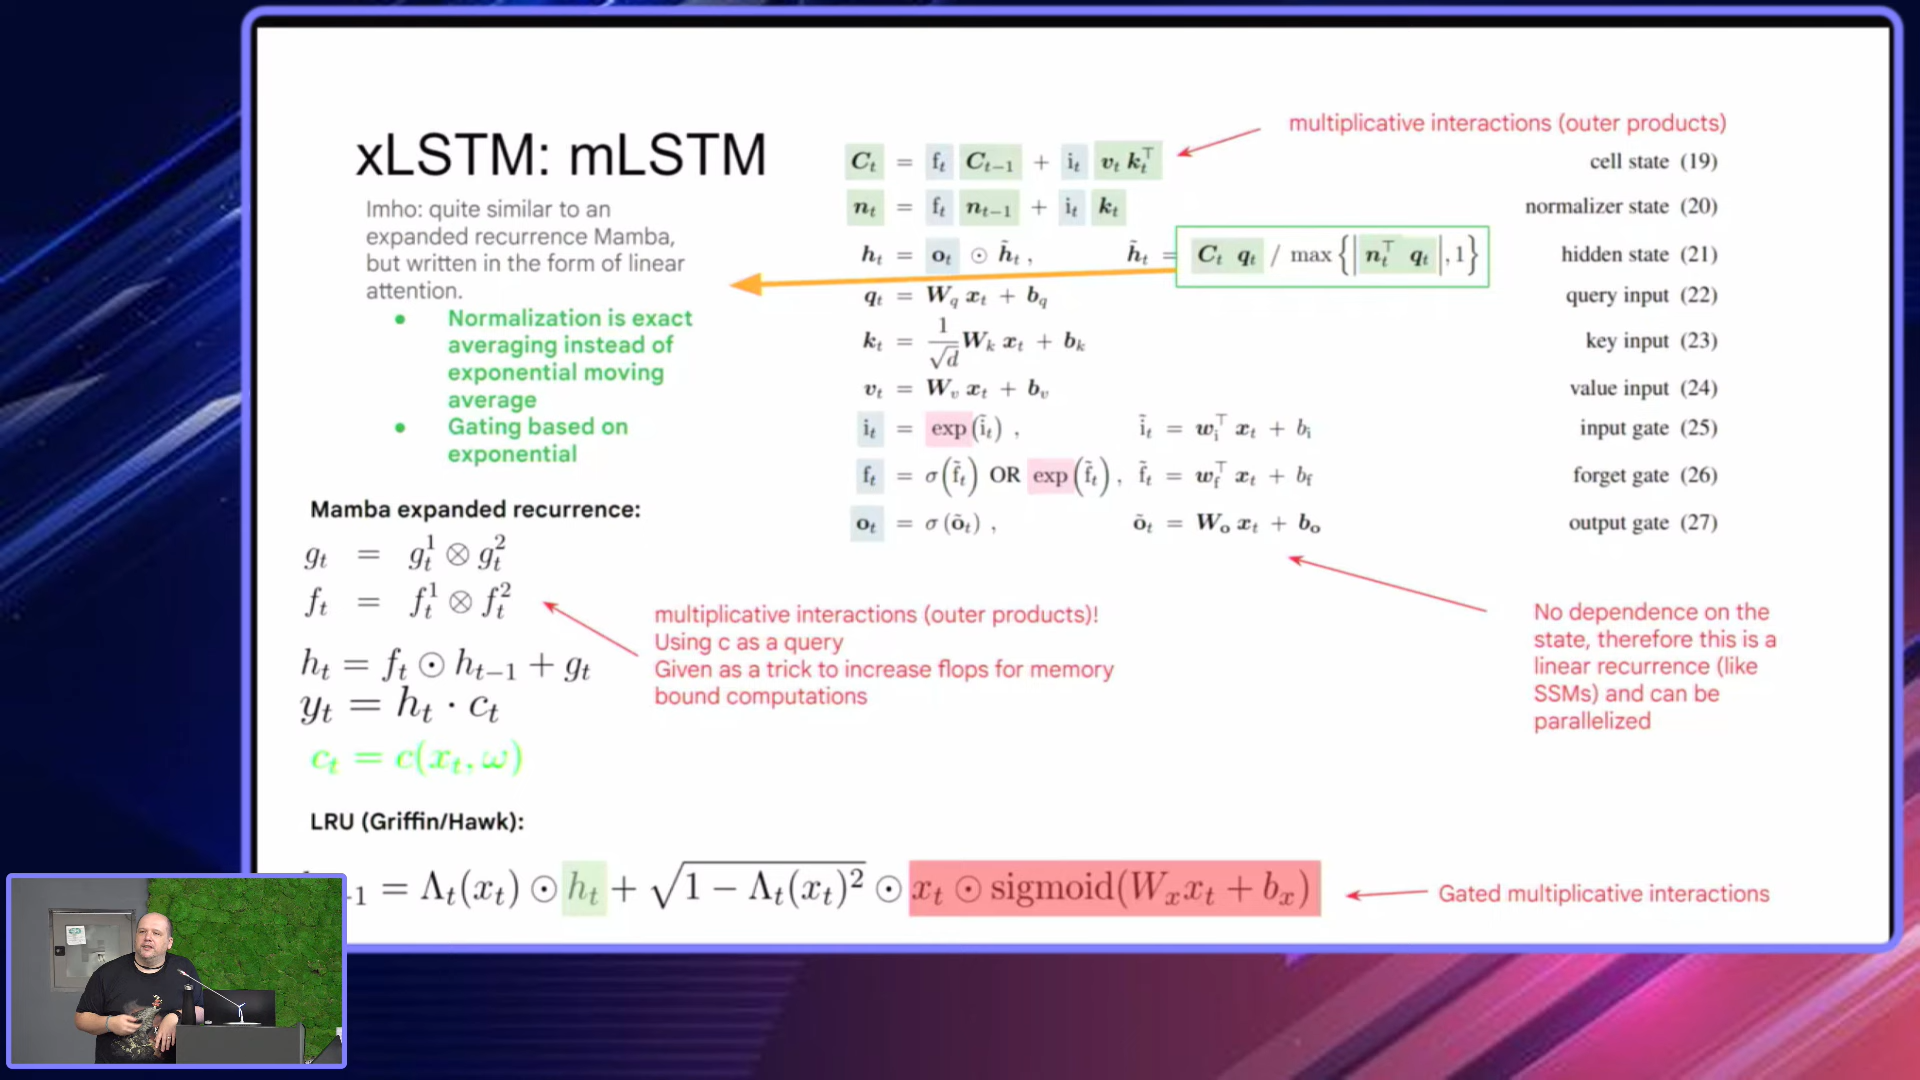 xLSTM: mLSTM
Imho: quite similar to an
expanded recurrence Mamba,
but written in the form of linear
attention.
● Normalization is exact
averaging instead of
exponential moving
average
● Gating based on
exponential
multiplicative interactions (outer products)
C_t = f_t C_{t−1} + i_t v_t k_t^⊤ cell state (19)
n_t = f_t n_{t−1} + i_t k_t normalizer state (20)
h_t = o_t ⊙ h̃_t , h̃_t = C_t q_t / max{|n_t^⊤ q_t|, 1} hidden state (21)
q_t = W_q x_t + b_q query input (22)
k_t = 1/√d W_k x_t + b_k key input (23)
v_t = W_v x_t + b_v value input (24)
i_t = exp(ĩ_t) , ĩ_t = w_i^⊤ x_t + b_i input gate (25)
f_t = σ(f̃_t) OR exp(f̃_t) , f̃_t = w_f^⊤ x_t + b_f forget gate (26)
o_t = σ(õ_t) , õ_t = W_o x_t + b_o output gate (27)
Mamba expanded recurrence:
g_t = g_t^1 ⊗ g_t^2
f_t = f_t^1 ⊗ f_t^2
h_t = f_t ⊙ h_{t−1} + g_t
y_t = h_t · c_t
c_t = c(x_t, ω)
multiplicative interactions (outer products)!
Using c as a query
Given as a trick to increase flops for memory
bound computations
No dependence on the
state, therefore this is a
linear recurrence (like
SSMs) and can be
parallelized
LRU (Griffin/Hawk):
−1 = Λ_t(x_t) ⊙ h_t + √(1 − Λ_t(x_t)^2) ⊙ x_t ⊙ sigmoid(W_x x_t + b_x)
Gated multiplicative interactions